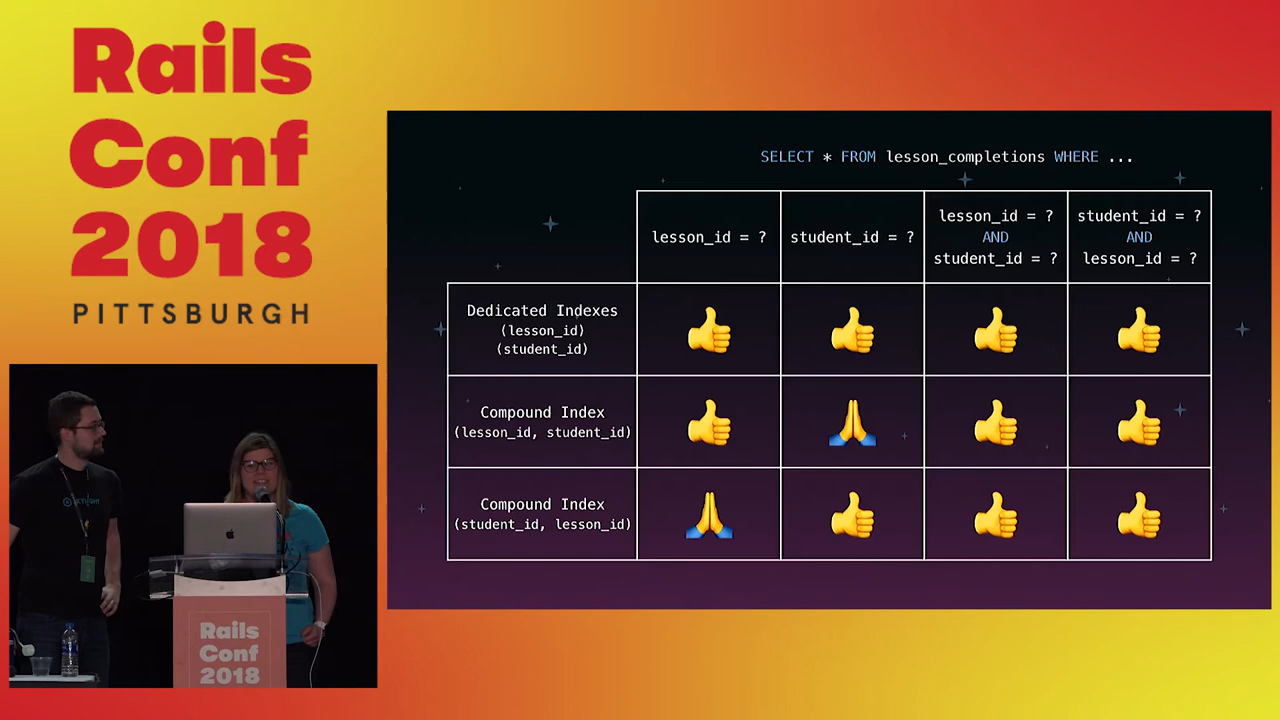 Rails
Conf
2018
PITTSBURGH
SELECT * FROM lesson_completions WHERE ...
lesson_id = ?
student_id = ?
lesson_id = ?
AND
student_id = ?
student_id = ?
AND
lesson_id = ?
Dedicated Indexes
(lesson_id)
(student_id)
Compound Index
(lesson_id, student_id)
Compound Index
(student_id, lesson_id)
Rails
Conf
2018